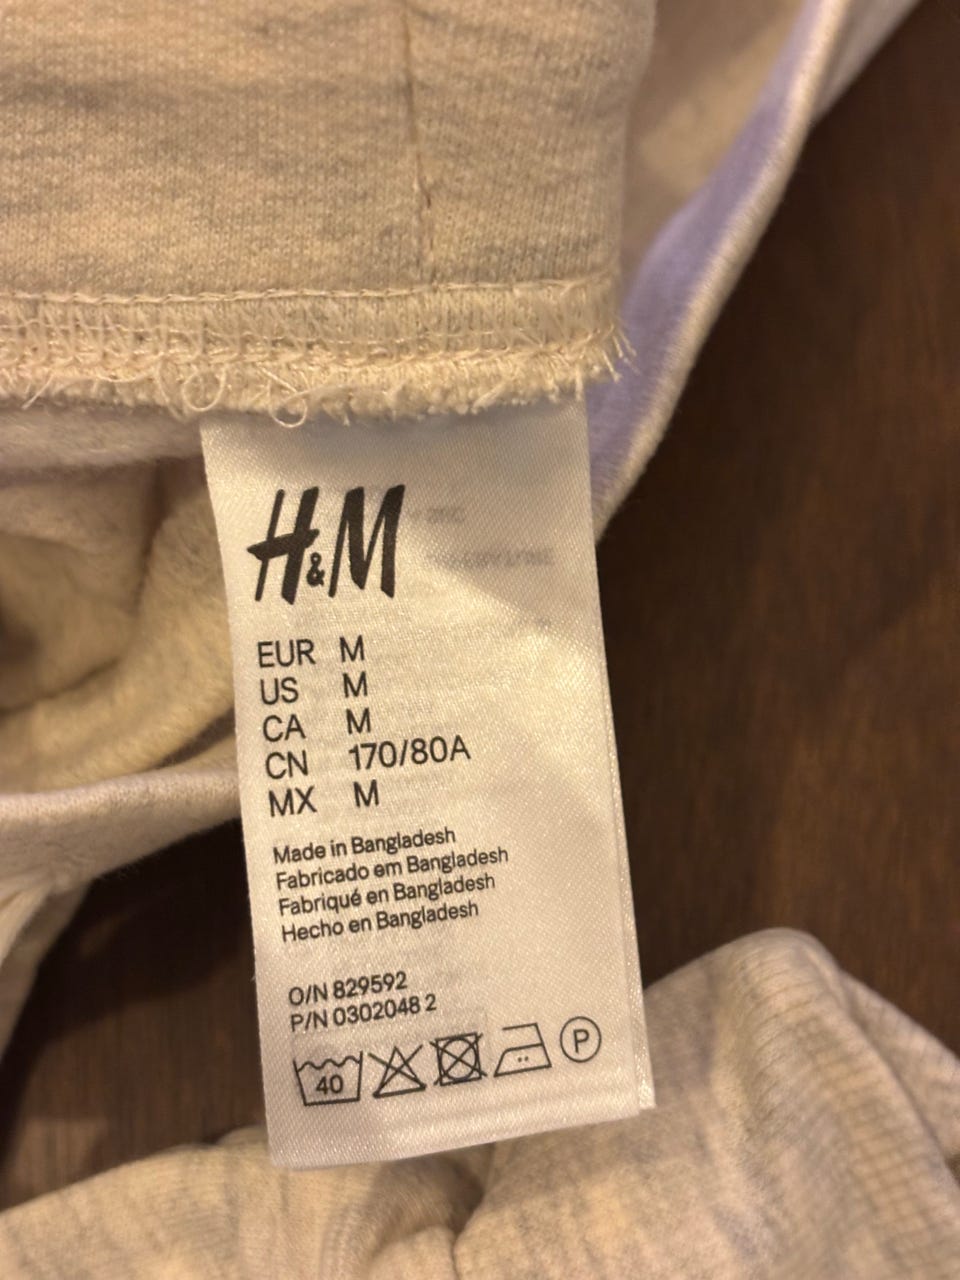 H&M
EUR M
US M
CA M
CN 170/80A
MX M
Made in Bangladesh
Fabricado em Bangladesh
Fabriqué en Bangladesh
Hecho en Bangladesh
O/N 829592
P/N 0302048 2
40 P